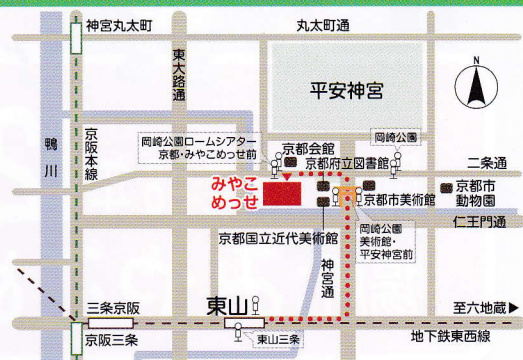 神宮丸太町
丸太町通
東大路通
平安神宮
N
鴨川
京阪本線
岡崎公園ロームシアター
京都・みやこめっせ前
京都会館
京都府立図書館
岡崎公園
二条通
みやこ
めっせ
京都市美術館
京都市
動物園
仁王門通
京都国立近代美術館
神宮通
岡崎公園
美術館・
平安神宮前
三条京阪
東山
至六地蔵▶
京阪三条
東山三条
地下鉄東西線